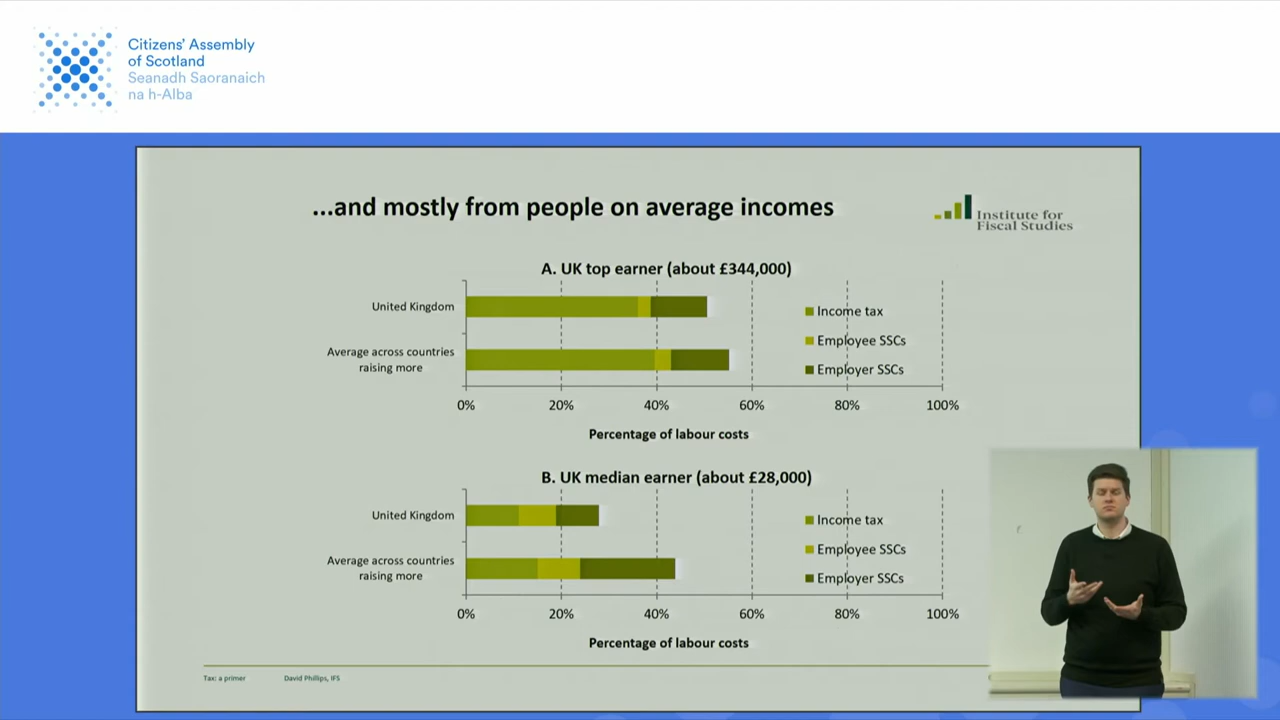 Citizens' Assembly
of Scotland
Seanadh Saoranaich
na h-Alba
...and mostly from people on average incomes
Institute for
Fiscal Studies
A. UK top earner (about £344,000)
United Kingdom
Average across countries
raising more
Income tax
Employee SSCs
Employer SSCs
0% 20% 40% 60% 80% 100%
Percentage of labour costs
B. UK median earner (about £28,000)
United Kingdom
Average across countries
raising more
Income tax
Employee SSCs
Employer SSCs
0% 20% 40% 60% 80% 100%
Percentage of labour costs
Tax: a primer David Phillips, IFS